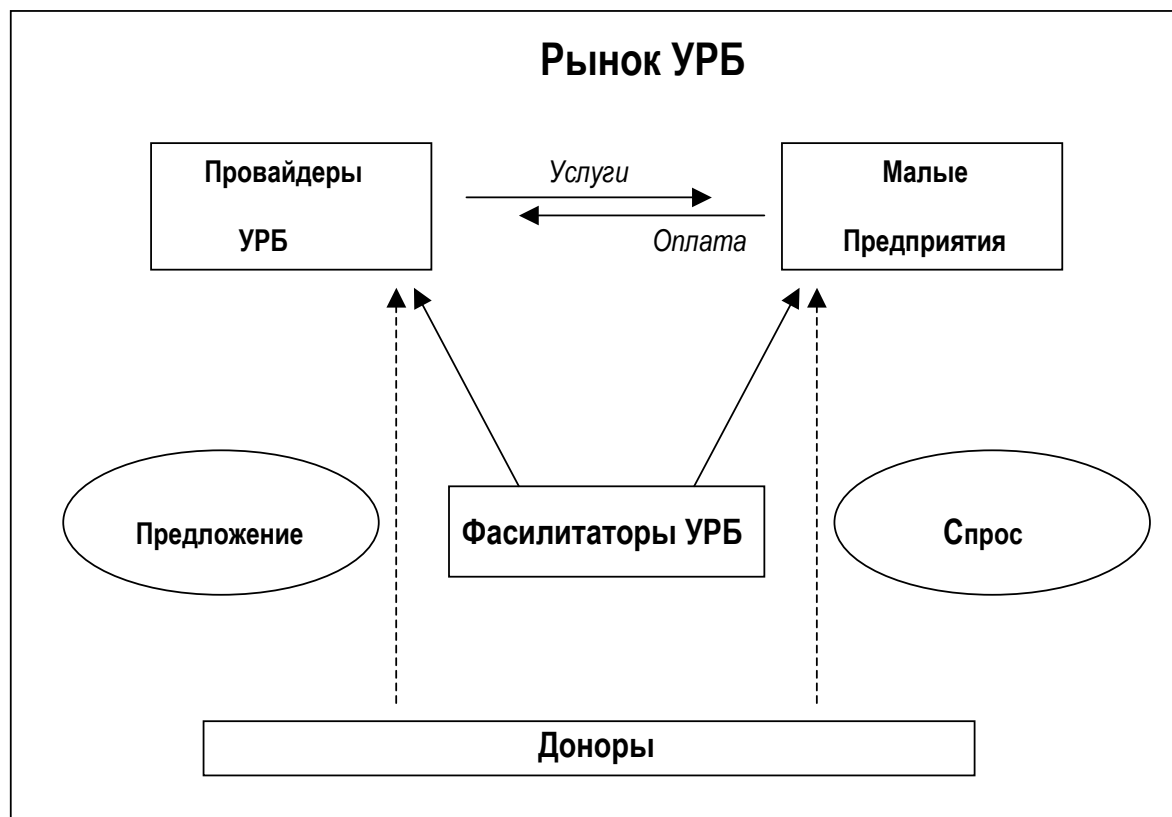 Рынок УРБ
Провайдеры
УРБ
Услуги
Оплата
Малые
Предприятия
Предложение
Фасилитаторы УРБ
Спрос
Доноры